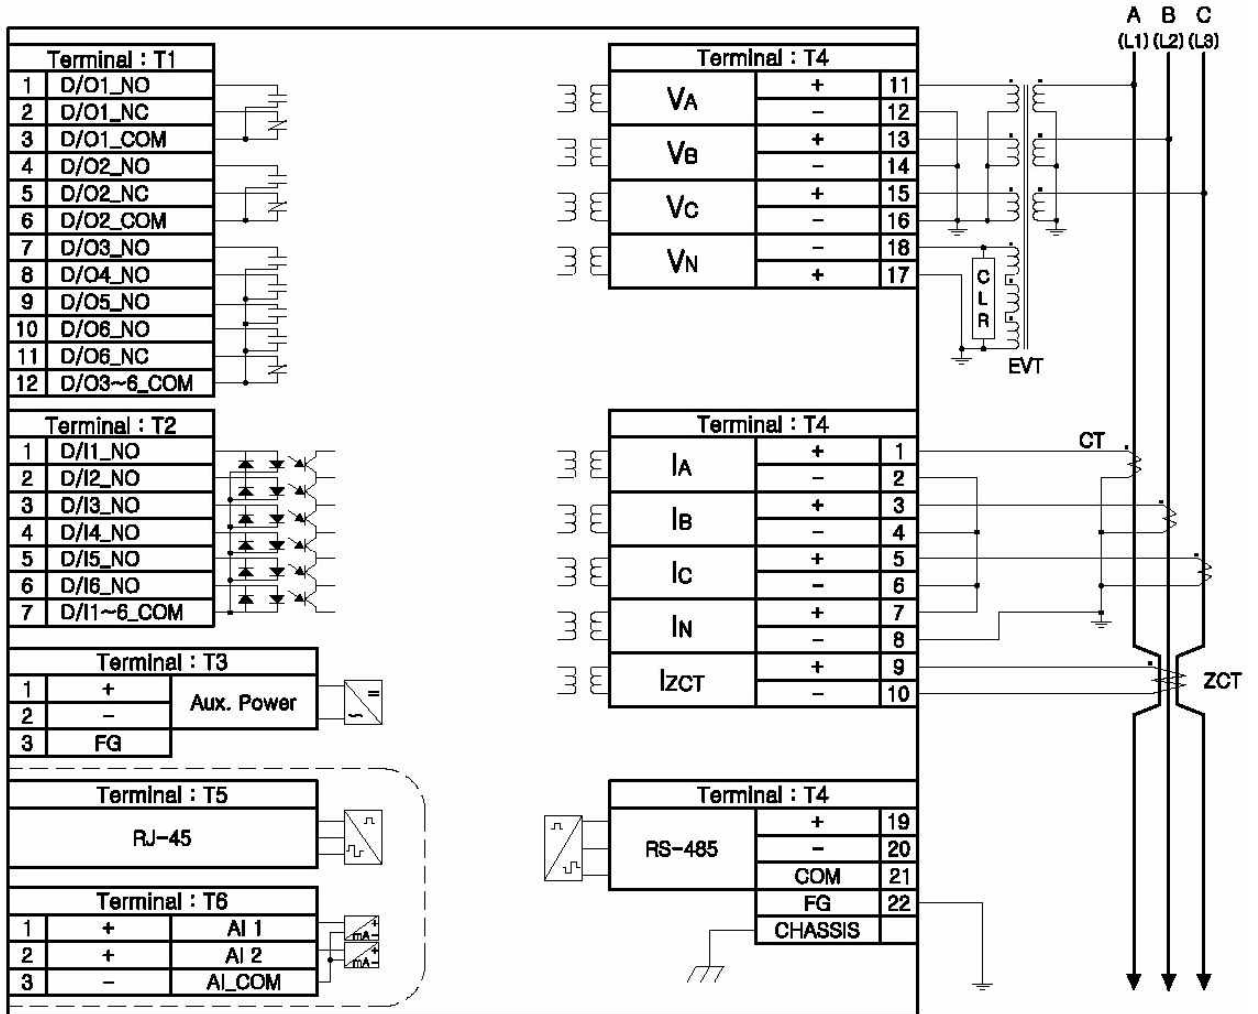 A B C
(L1) (L2) (L3)
Terminal : T1
1 D/O1_NO
2 D/O1_NC
3 D/O1_COM
4 D/O2_NO
5 D/O2_NC
6 D/O2_COM
7 D/O3_NO
8 D/O4_NO
9 D/O5_NO
10 D/O6_NO
11 D/O6_NC
12 D/O3~6_COM
Terminal : T4
VA + 11
- 12
VB + 13
- 14
VC + 15
- 16
VN - 18
+ 17
C
L
R
EVT
Terminal : T2
1 D/I1_NO
2 D/I2_NO
3 D/I3_NO
4 D/I4_NO
5 D/I5_NO
6 D/I6_NO
7 D/I1~6_COM
Terminal : T4
IA + 1
- 2
IB + 3
- 4
IC + 5
- 6
IN + 7
- 8
IZCT + 9
- 10
CT
ZCT
Terminal : T3
1 + Aux. Power
2 -
3 FG
Terminal : T5
RJ-45
Terminal : T4
RS-485 + 19
- 20
COM 21
FG 22
CHASSIS
Terminal : T6
1 + AI 1
2 + AI 2
3 - AI_COM
mA
mA